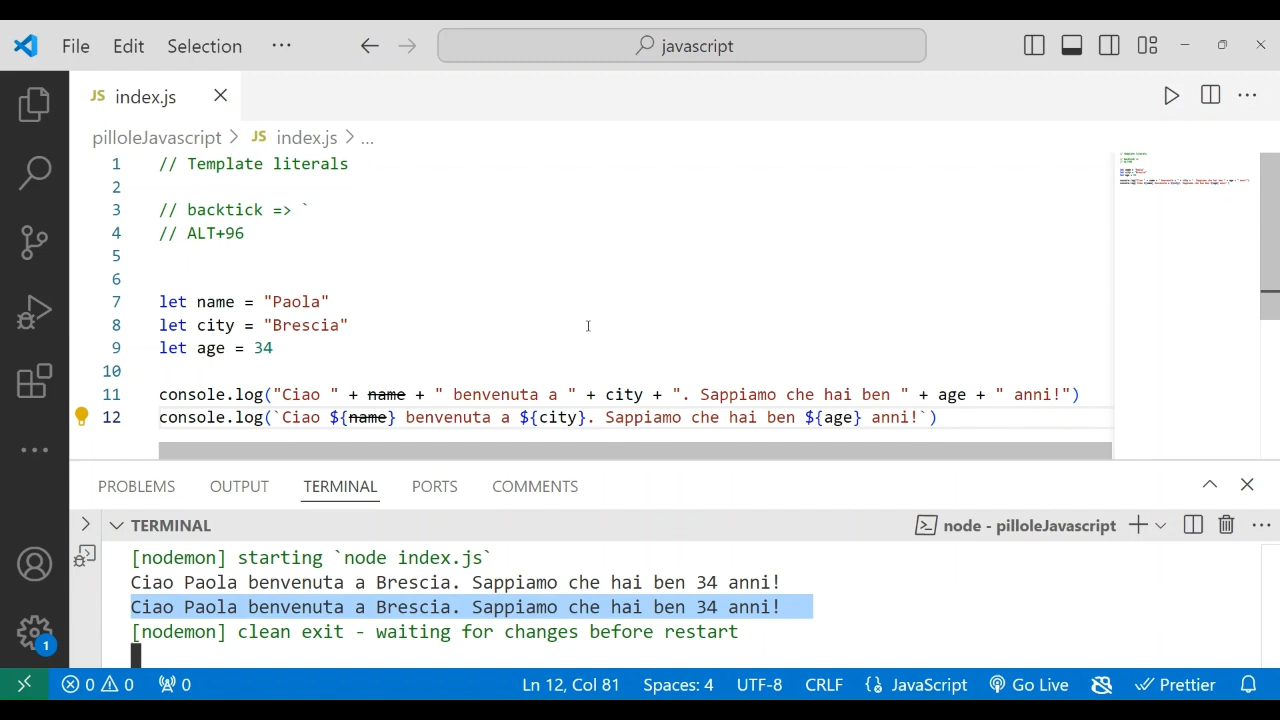 File Edit Selection ··· javascript
JS index.js
pilloleJavascript > JS index.js > ...
1 // Template literals
2
3 // backtick => `
4 // ALT+96
5
6
7 let name = "Paola"
8 let city = "Brescia"
9 let age = 34
10
11 console.log("Ciao " + name + " benvenuta a " + city + ". Sappiamo che hai ben " + age + " anni!")
12 console.log(`Ciao ${name} benvenuta a ${city}. Sappiamo che hai ben ${age} anni!`)
PROBLEMS OUTPUT TERMINAL PORTS COMMENTS
TERMINAL node - pilloleJavascript
[nodemon] starting `node index.js`
Ciao Paola benvenuta a Brescia. Sappiamo che hai ben 34 anni!
Ciao Paola benvenuta a Brescia. Sappiamo che hai ben 34 anni!
[nodemon] clean exit - waiting for changes before restart
1
0 0 0 Ln 12, Col 81 Spaces: 4 UTF-8 CRLF {} JavaScript Go Live Prettier